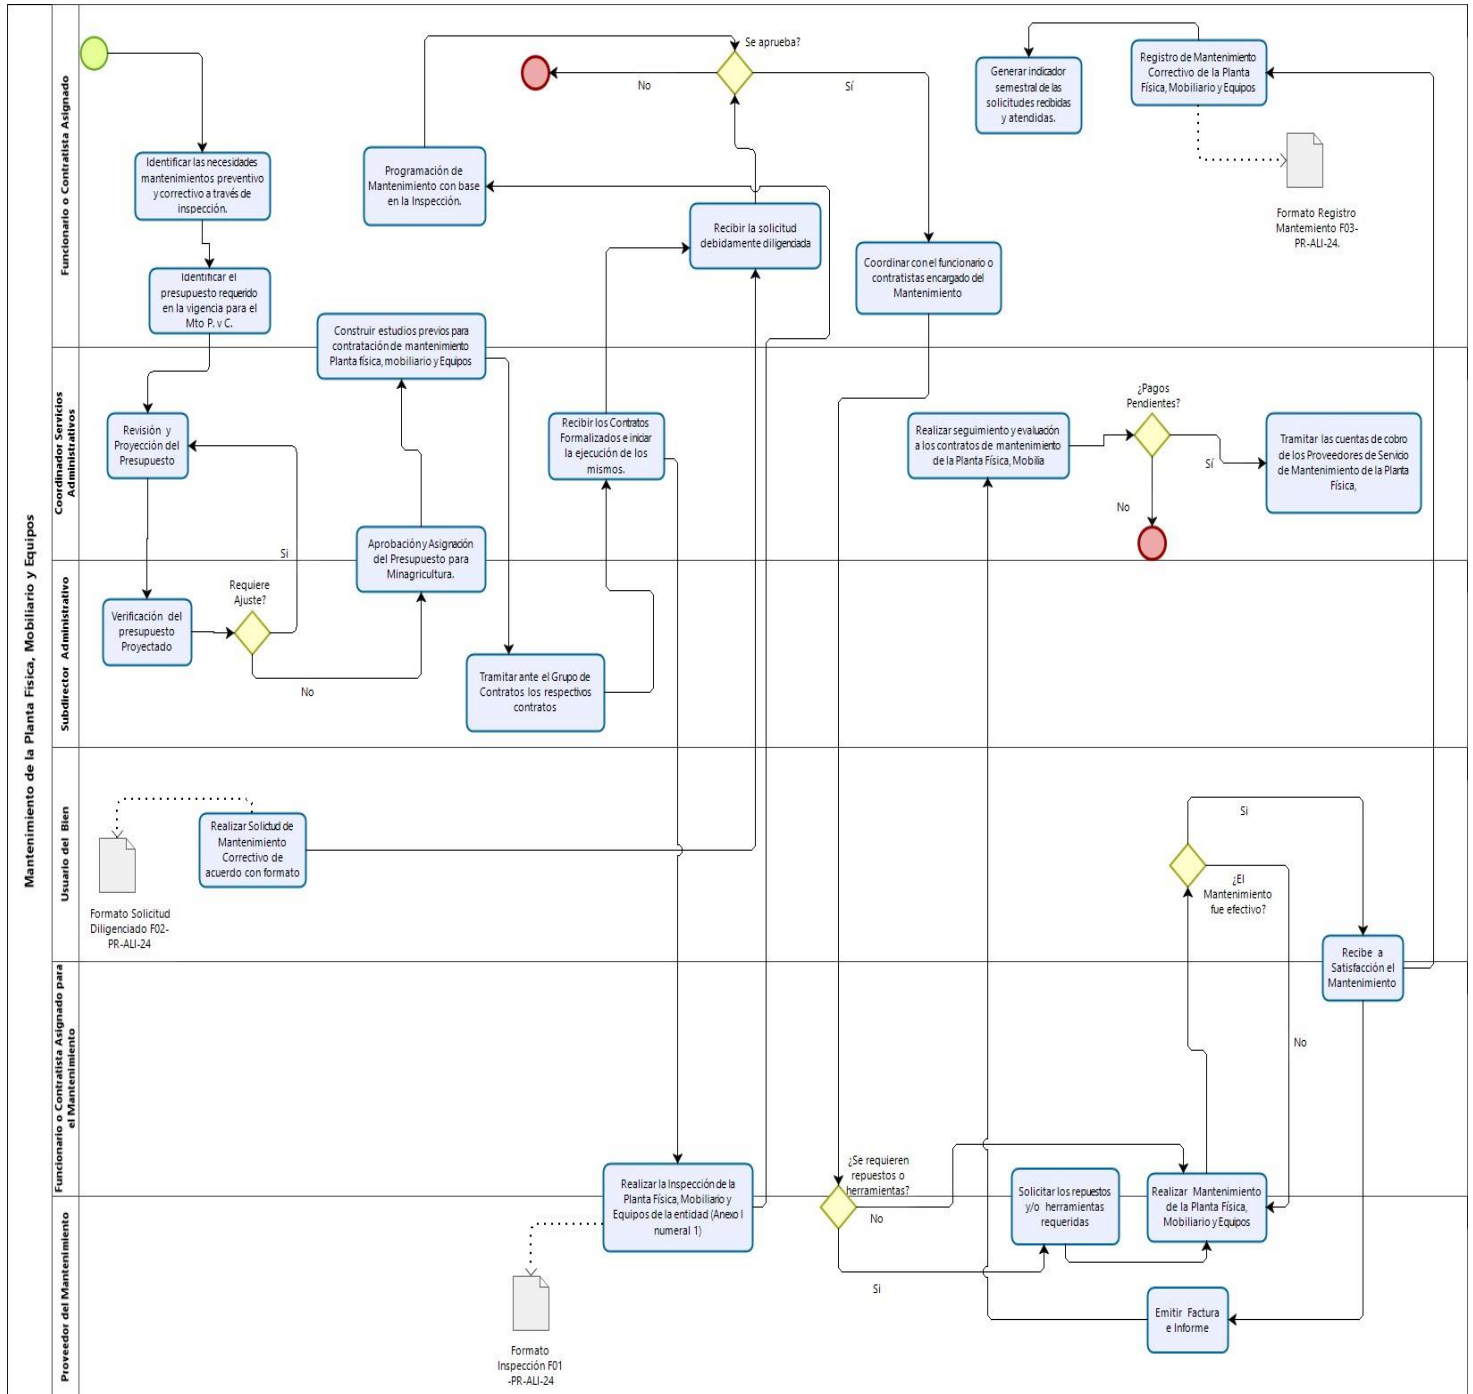 Mantenimiento de la Planta Física, Mobiliario y Equipos
Funcionario o Contratista Asignado
Se aprueba?
No
Sí
Identificar las necesidades
mantenimientos preventivo
y correctivo a través de
inspección.
Identificar el
presupuesto requerido
en la vigencia para el
Mto P. y C.
Programación de
Mantenimiento con base
en la Inspección.
Recibir la solicitud
debidamente diligenciada
Coordinar con el funcionario o
contratistas encargado del
Mantenimiento
Generar indicador
semestral de las
solicitudes recibidas
y atendidas.
Registro de Mantenimiento
Correctivo de la Planta
Física, Mobiliario y Equipos
Formato Registro
Mantemiento F03-
PR-ALI-24.
Construir estudios previos para
contratación de mantenimiento
Planta física, mobiliario y Equipos
Coordinador Servicios
Administrativos
Revisión y
Proyección del
Presupuesto
Si
Recibir los Contratos
Formalizados e iniciar
la ejecución de los
mismos.
Realizar seguimiento y evaluación
a los contratos de mantenimiento
de la Planta Física, Mobilia
¿Pagos
Pendientes?
Sí
No
Tramitar las cuentas de cobro
de los Proveedores de Servicio
de Mantenimiento de la Planta
Física,
Aprobación y Asignación
del Presupuesto para
Minagricultura.
Subdirector Administrativo
Verificación del
presupuesto
Proyectado
Requiere
Ajuste?
No
Tramitar ante el Grupo de
Contratos los respectivos
contratos
Usuario del Bien
Realizar Solictud de
Mantenimiento
Correctivo de
acuerdo con formato
Formato Solicitud
Diligenciado F02-
PR-ALI-24
Si
¿El
Mantenimiento
fue efectivo?
No
Recibe a
Satisfacción el
Mantenimiento
Funcionario o Contratista Asignado para
el Mantenimiento
Realizar la Inspección de la
Planta Física, Mobiliario y
Equipos de la entidad (Anexo I
numeral 1)
¿Se requieren
repuestos o
herramientas?
No
Si
Solicitar los repuestos
y/o herramientas
requeridas
Realizar Mantenimiento
de la Planta Física,
Mobiliario y Equipos
Proveedor del Mantenimiento
Formato
Inspección F01
-PR-ALI-24
Emitir Factura
e Informe